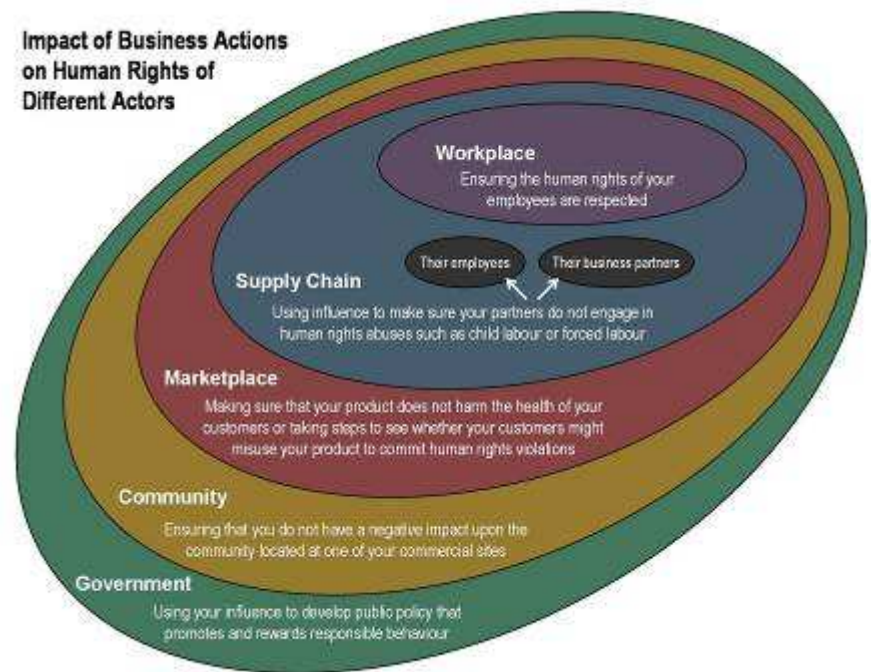 Impact of Business Actions
on Human Rights of
Different Actors
Workplace
Ensuring the human rights of your
employees are respected
Their employees
Their business partners
Supply Chain
Using influence to make sure your partners do not engage in
human rights abuses such as child labour or forced labour
Marketplace
Making sure that your product does not harm the health of your
customers or taking steps to see whether your customers might
misuse your product to commit human rights violations
Community
Ensuring that you do not have a negative impact upon the
community located at one of your commercial sites
Government
Using your influence to develop public policy that
promotes and rewards responsible behaviour